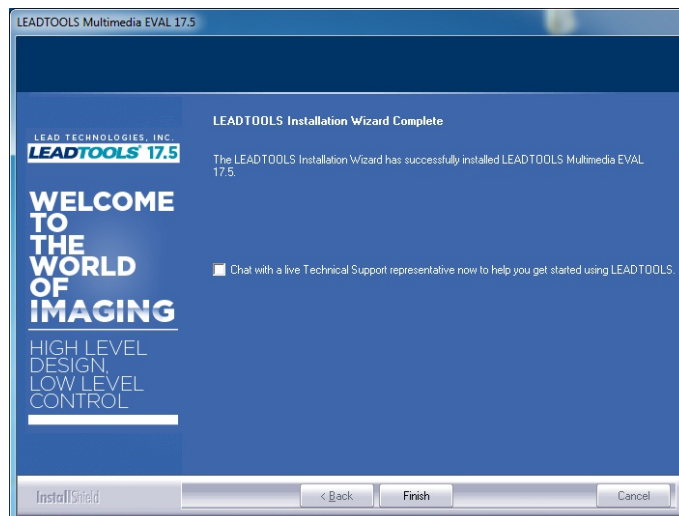 LEADTOOLS Multimedia EVAL 17.5
LEAD TECHNOLOGIES, INC.
LEADTOOLS® 17.5
WELCOME
TO
THE
WORLD
OF
IMAGING
HIGH LEVEL
DESIGN,
LOW LEVEL
CONTROL
LEADTOOLS Installation Wizard Complete
The LEADTOOLS Installation Wizard has successfully installed LEADTOOLS Multimedia EVAL
17.5.
Chat with a live Technical Support representative now to help you get started using LEADTOOLS.
InstallShield
< Back
Finish
Cancel